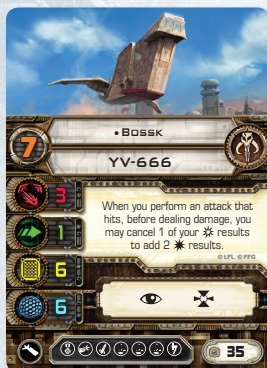 • BOSSK
7
YV-666
3
When you perform an attack that
hits, before dealing damage, you
may cancel 1 of your results
to add 2 results.
1
©LFL ©FFG
6
6
35